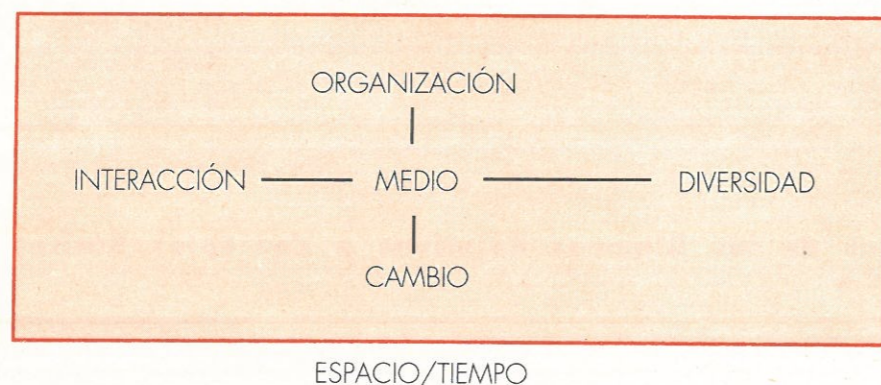 ORGANIZACIÓN
INTERACCIÓN MEDIO DIVERSIDAD
CAMBIO
ESPACIO/TIEMPO